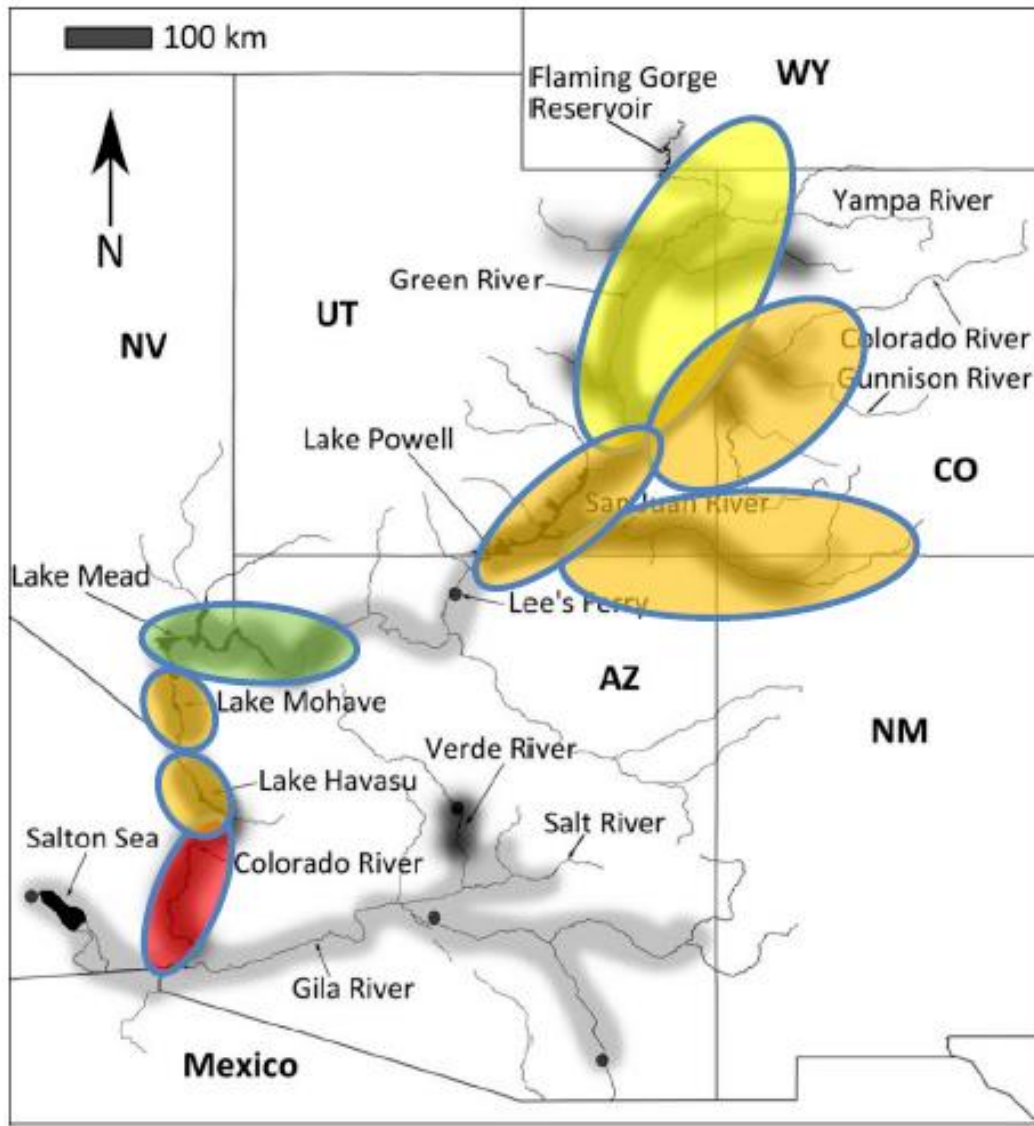 100 km
WY
Flaming Gorge
Reservoir
Yampa River
N
Green River
UT
NV
Colorado River
Gunnison River
Lake Powell
CO
San Juan River
Lake Mead
Lee's Ferry
AZ
Lake Mohave
NM
Verde River
Lake Havasu
Salt River
Salton Sea
Colorado River
Gila River
Mexico